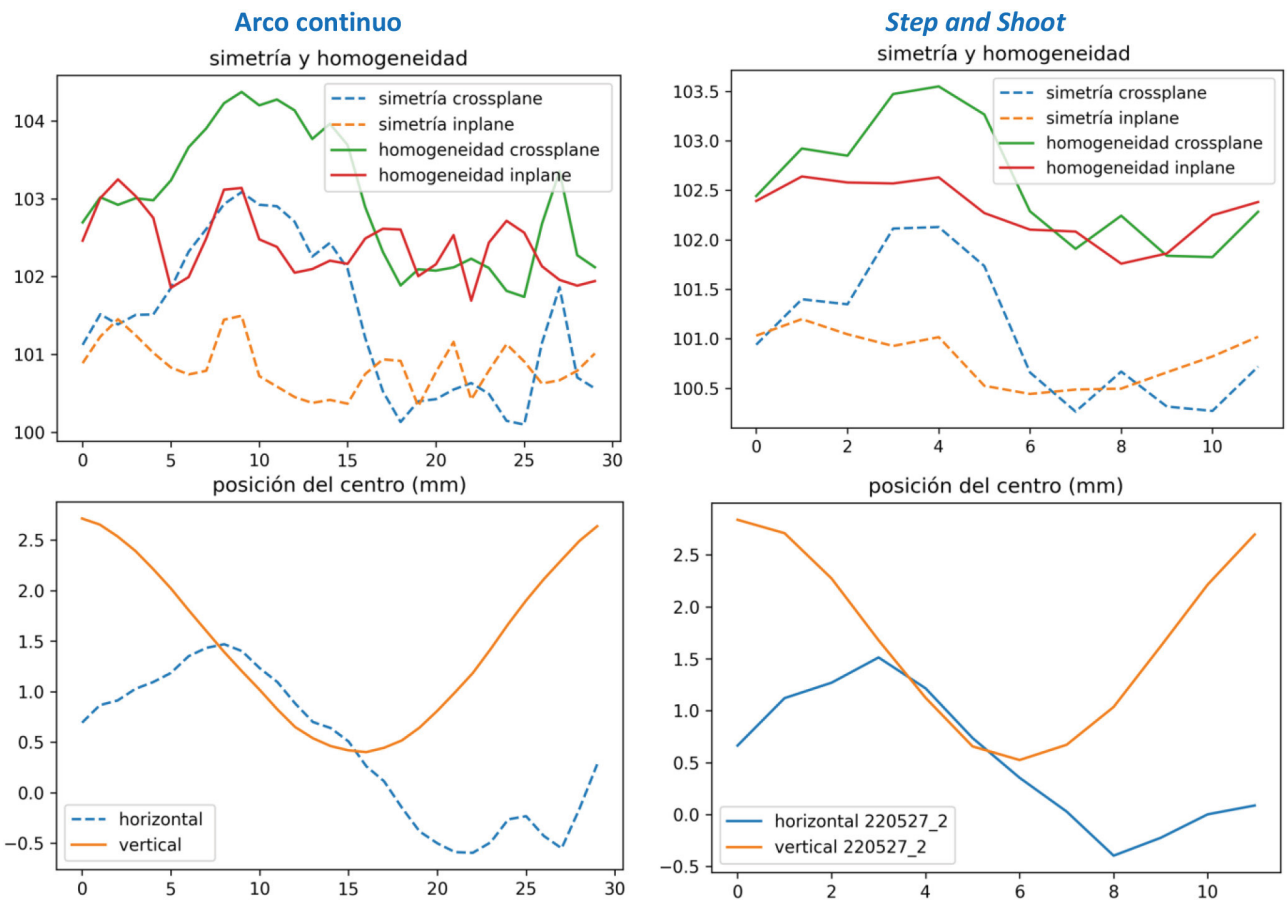 Arco continuo
simetría y homogeneidad
simetría crossplane
simetría inplane
homogeneidad crossplane
homogeneidad inplane
104
103
102
101
100
0 5 10 15 20 25 30
posición del centro (mm)
2.5
2.0
1.5
1.0
0.5
0.0
−0.5
horizontal
vertical
0 5 10 15 20 25 30
Step and Shoot
simetría y homogeneidad
simetría crossplane
simetría inplane
homogeneidad crossplane
homogeneidad inplane
103.5
103.0
102.5
102.0
101.5
101.0
100.5
0 2 4 6 8 10
posición del centro (mm)
2.5
2.0
1.5
1.0
0.5
0.0
−0.5
horizontal 220527_2
vertical 220527_2
0 2 4 6 8 10